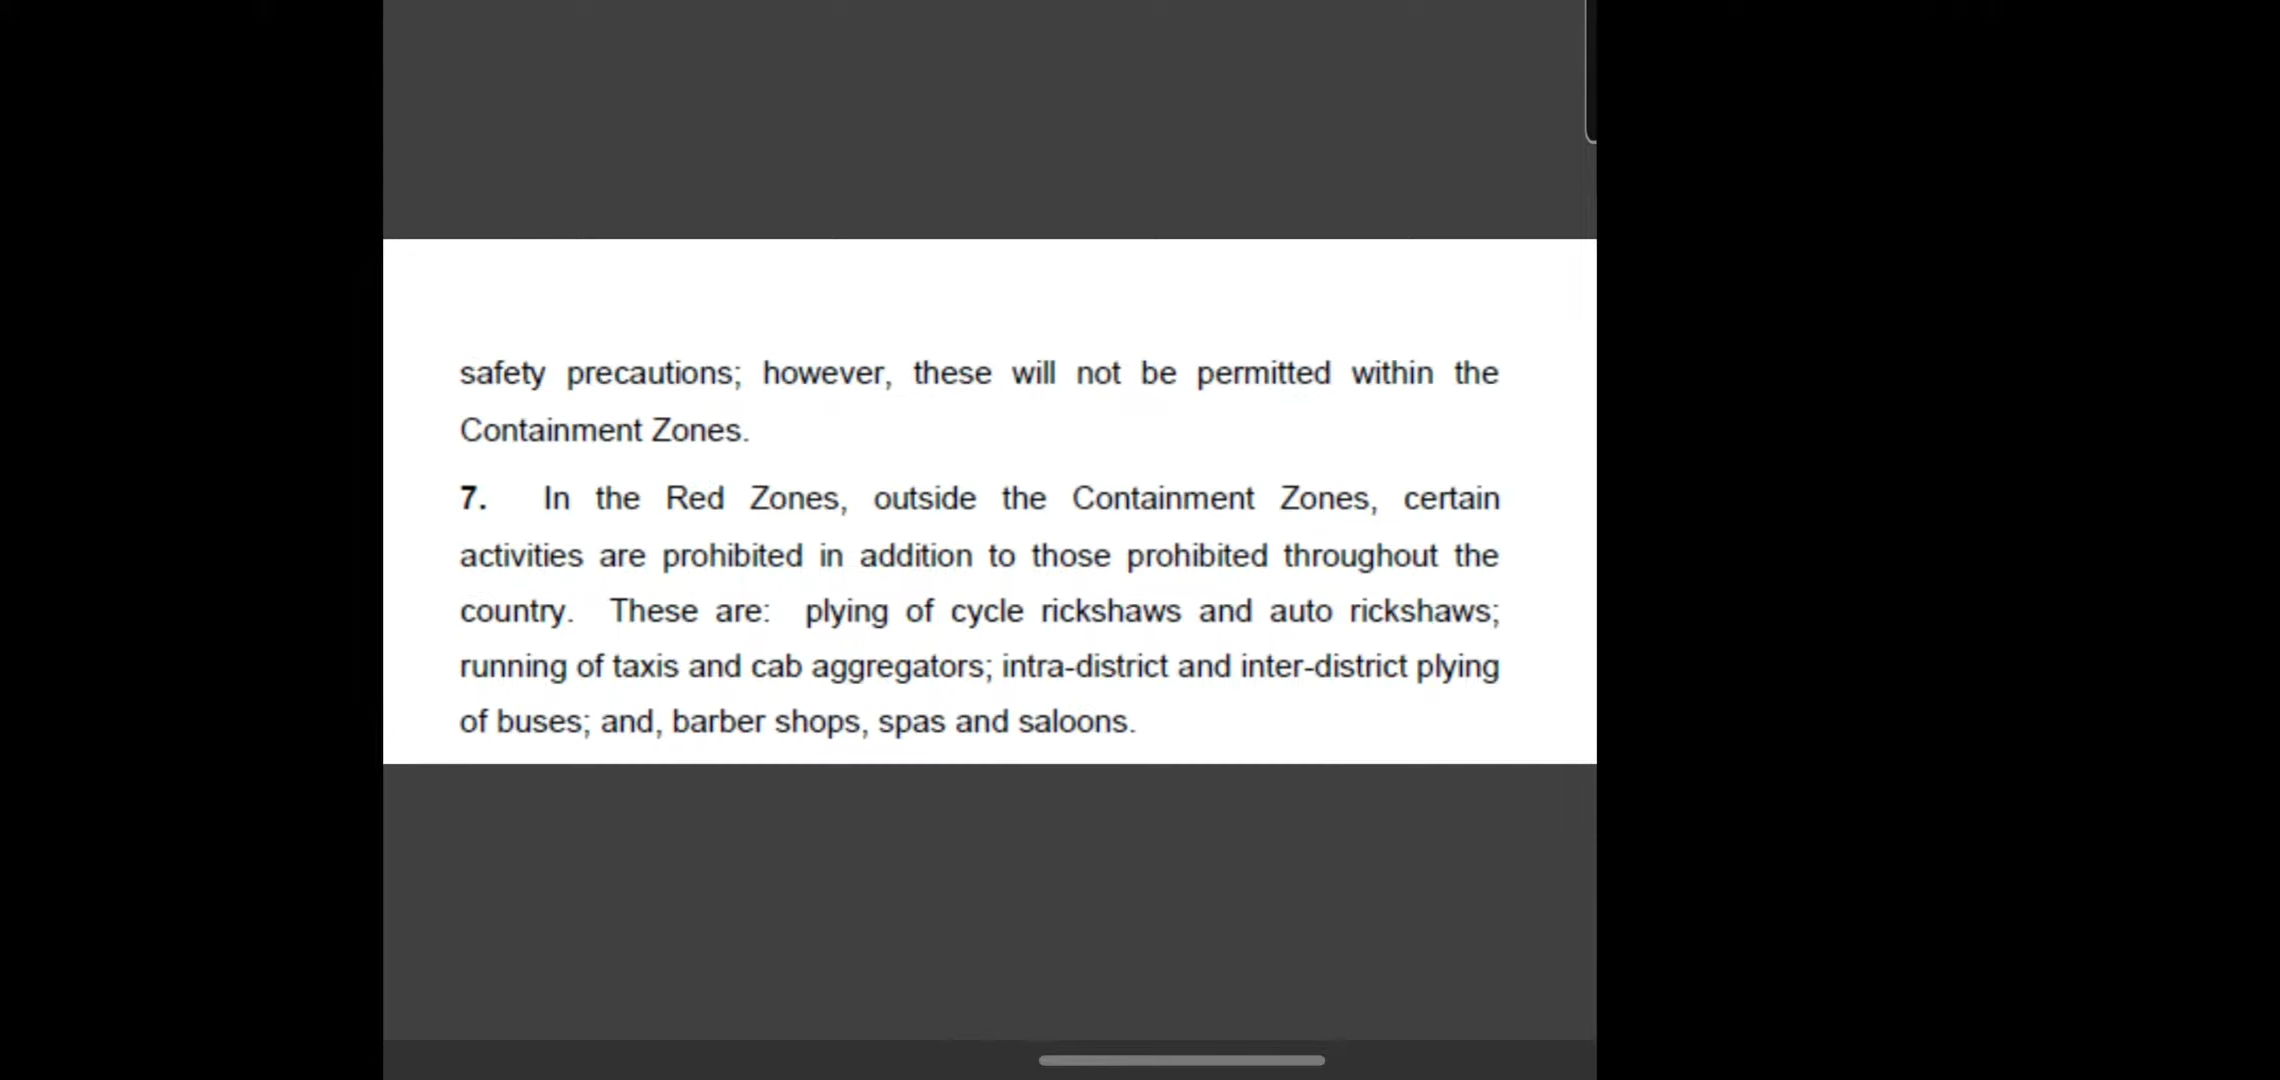 safety precautions; however, these will not be permitted within the
Containment Zones.
7. In the Red Zones, outside the Containment Zones, certain
activities are prohibited in addition to those prohibited throughout the
country. These are: plying of cycle rickshaws and auto rickshaws;
running of taxis and cab aggregators; intra-district and inter-district plying
of buses; and, barber shops, spas and saloons.